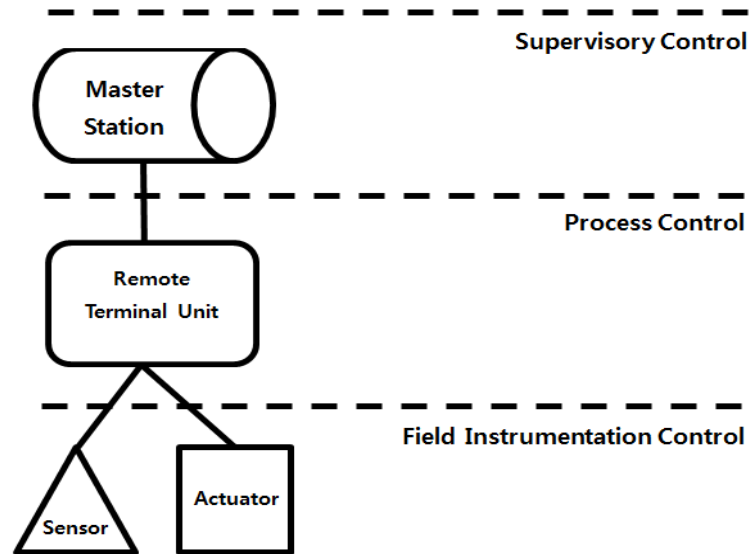 Supervisory Control
Master
Station
Process Control
Remote
Terminal Unit
Field Instrumentation Control
Sensor
Actuator